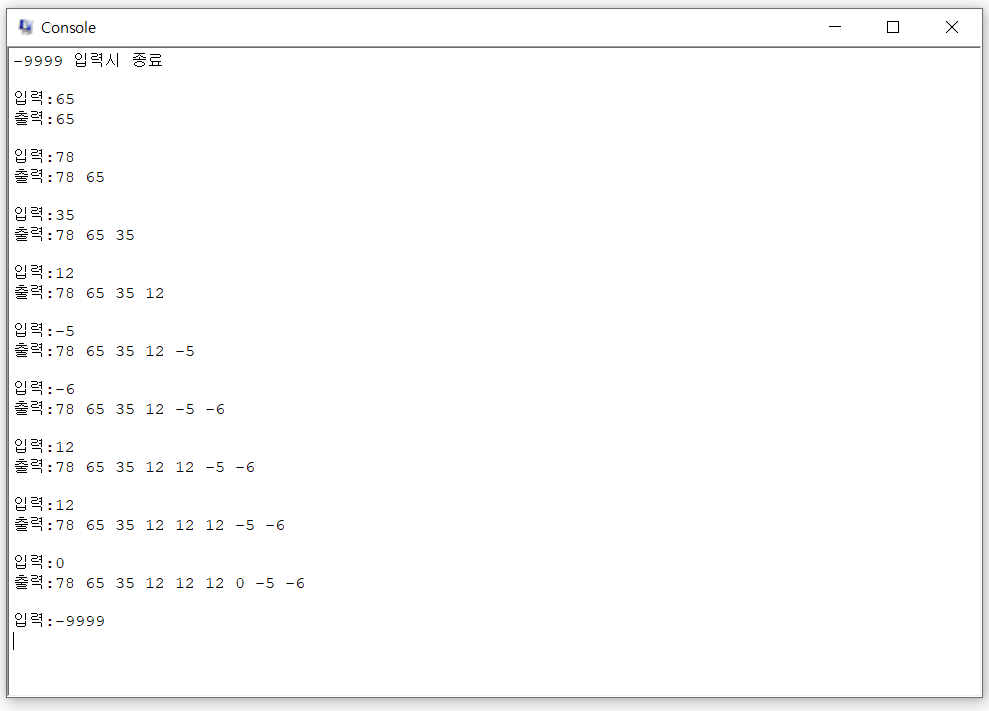 Console
-9999 입력시 종료
입력:65
출력:65
입력:78
출력:78 65
입력:35
출력:78 65 35
입력:12
출력:78 65 35 12
입력:-5
출력:78 65 35 12 -5
입력:-6
출력:78 65 35 12 -5 -6
입력:12
출력:78 65 35 12 12 -5 -6
입력:12
출력:78 65 35 12 12 12 -5 -6
입력:0
출력:78 65 35 12 12 12 0 -5 -6
입력:-9999